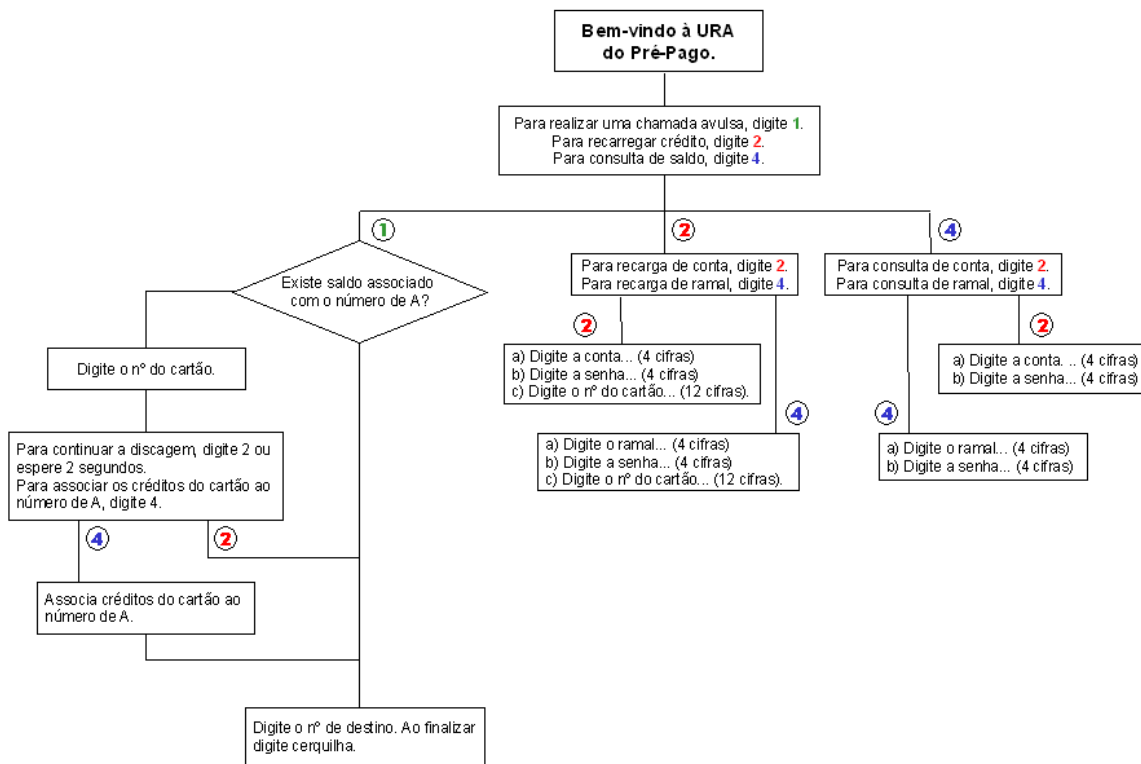 Bem-vindo à URA
do Pré-Pago.
Para realizar uma chamada avulsa, digite 1.
Para recarregar crédito, digite 2.
Para consulta de saldo, digite 4.
1
2
4
Existe saldo associado
com o número de A?
Para recarga de conta, digite 2.
Para recarga de ramal, digite 4.
Para consulta de conta, digite 2.
Para consulta de ramal, digite 4.
Digite o nº do cartão.
2
a) Digite a conta... (4 cifras)
b) Digite a senha... (4 cifras)
c) Digite o nº do cartão... (12 cifras).
2
a) Digite a conta. .. (4 cifras)
b) Digite a senha... (4 cifras)
4
a) Digite o ramal... (4 cifras)
b) Digite a senha... (4 cifras)
c) Digite o nº do cartão... (12 cifras).
4
a) Digite o ramal... (4 cifras)
b) Digite a senha... (4 cifras)
Para continuar a discagem, digite 2 ou
espere 2 segundos.
Para associar os créditos do cartão ao
número de A, digite 4.
4
2
Associa créditos do cartão ao
número de A.
Digite o nº de destino. Ao finalizar
digite cerquilha.